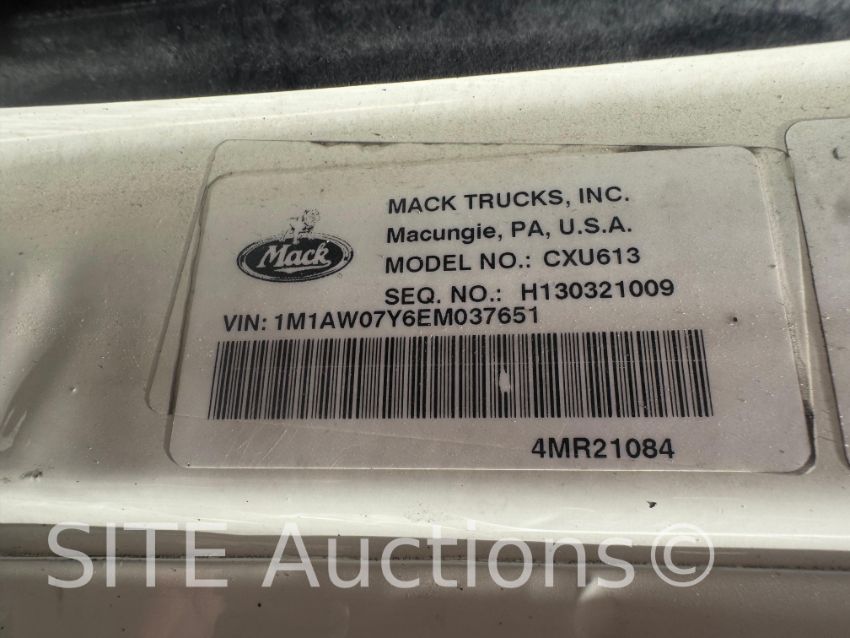 MACK TRUCKS, INC.
Macungie, PA, U.S.A.
Mack
MODEL NO.: CXU613
SEQ. NO.: H130321009
VIN: 1M1AW07Y6EM037651
4MR21084
SITE Auctions©